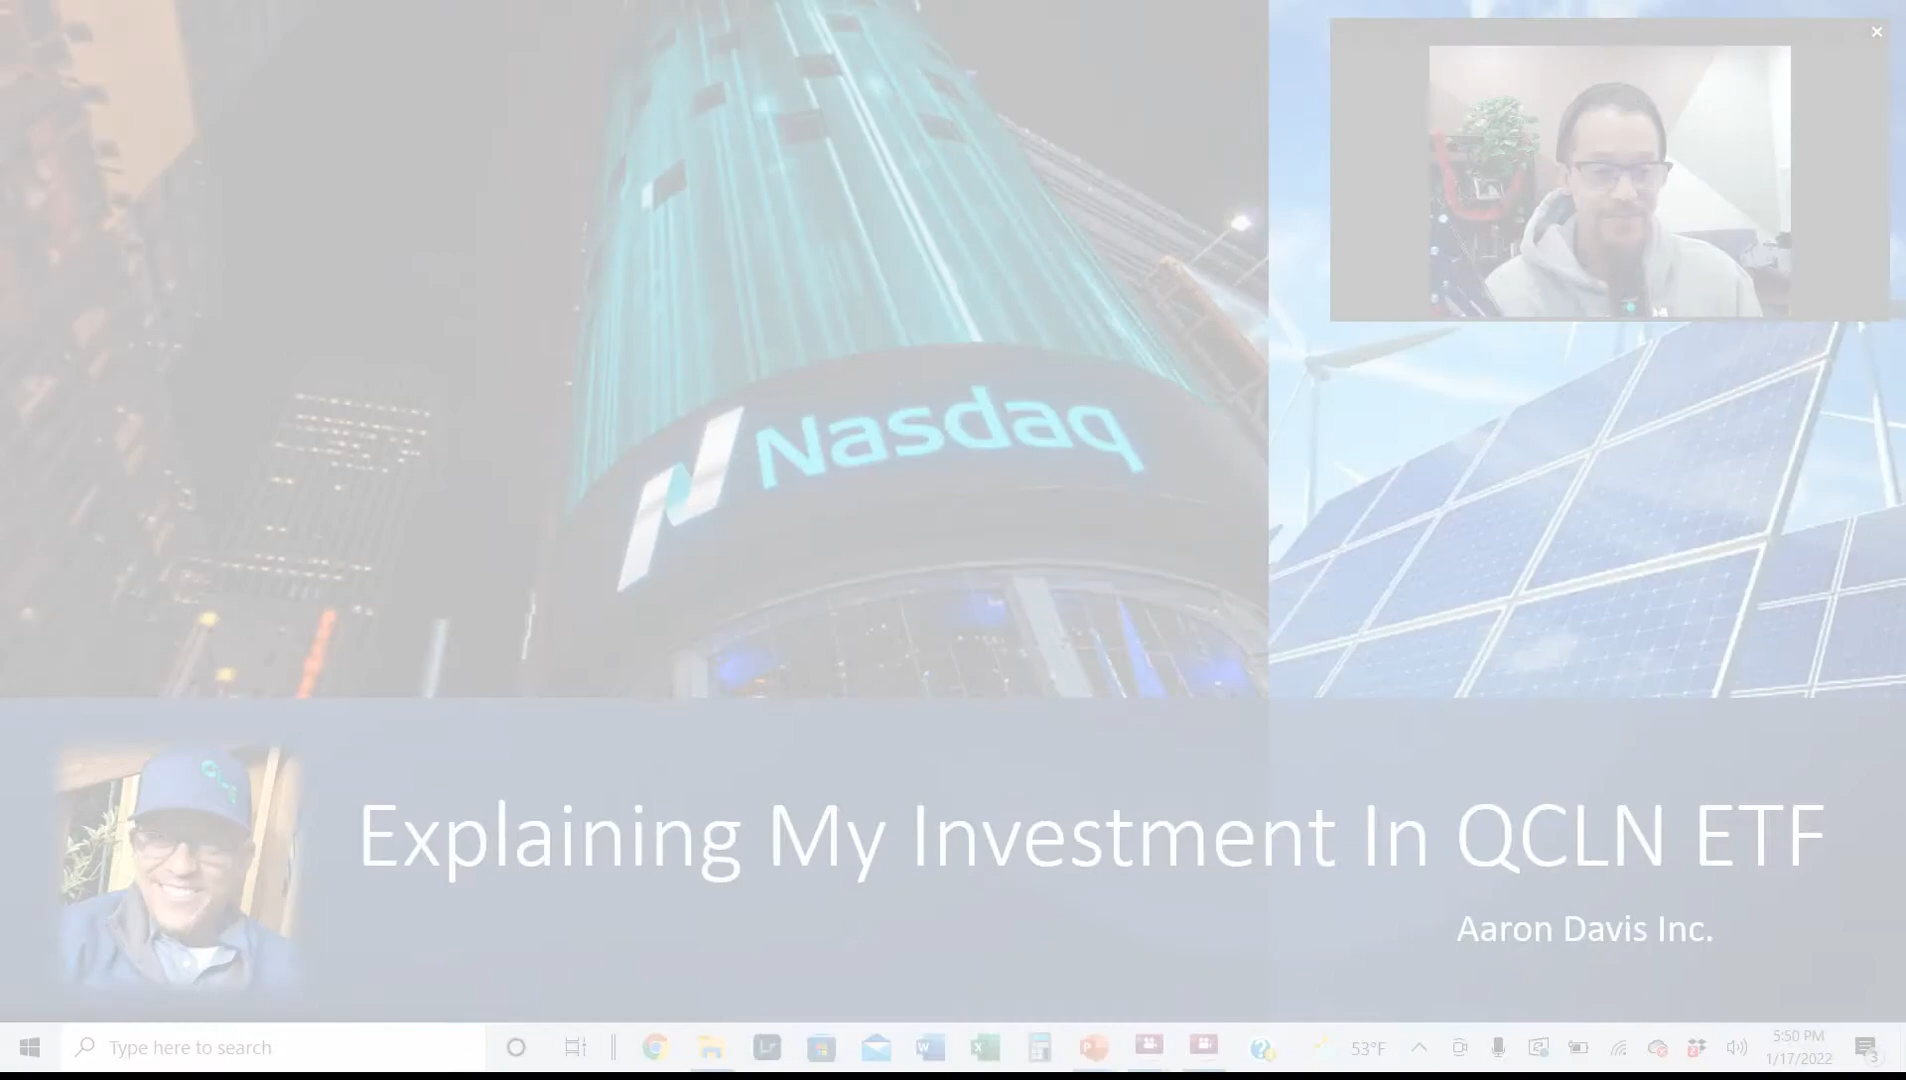 Nasdaq
Explaining My Investment In QCLN ETF
Aaron Davis Inc.
Type here to search
53°F
5:50 PM
1/17/2022
3